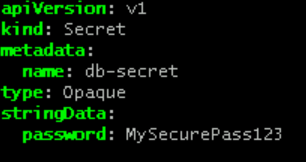 apiVersion: v1
kind: Secret
metadata:
  name: db-secret
type: Opaque
stringData:
  password: MySecurePass123